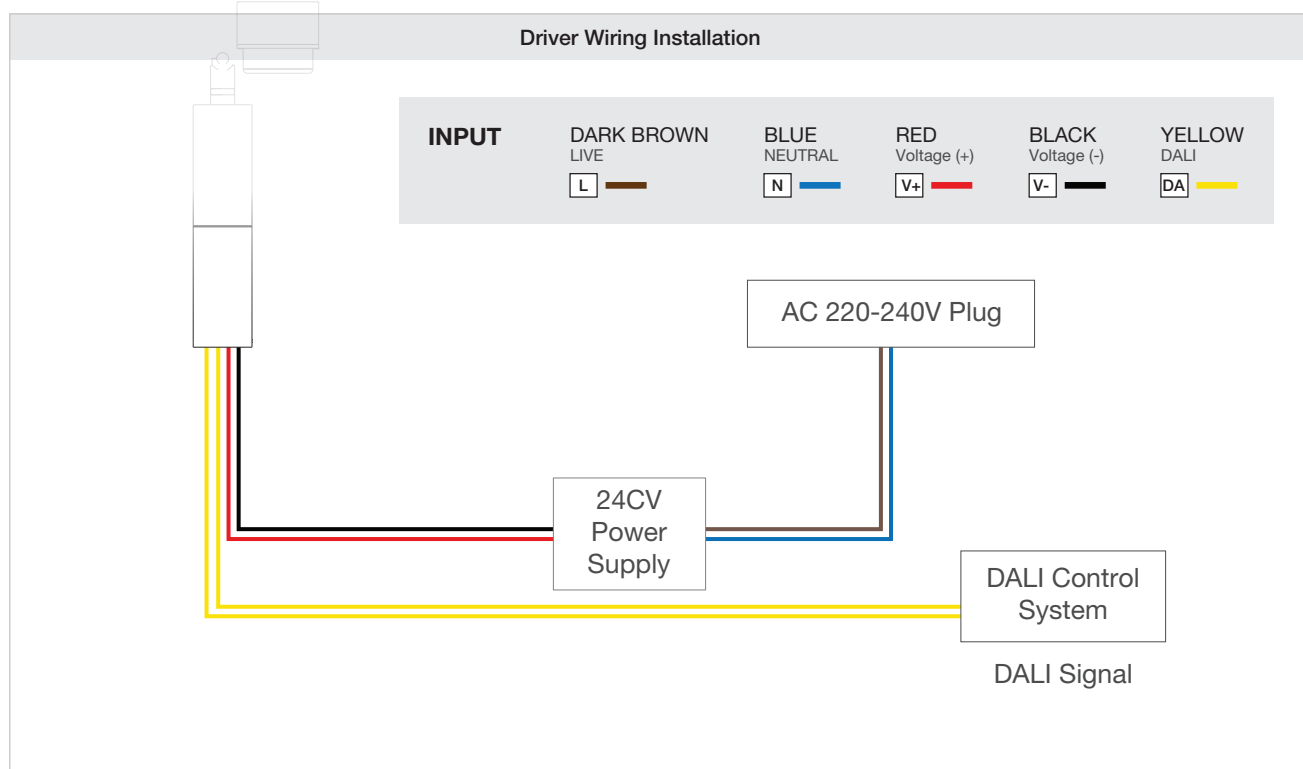 Driver Wiring Installation
INPUT
DARK BROWN
LIVE
L
BLUE
NEUTRAL
N
RED
Voltage (+)
V+
BLACK
Voltage (-)
V-
YELLOW
DALI
DA
AC 220-240V Plug
24CV
Power
Supply
DALI Control
System
DALI Signal